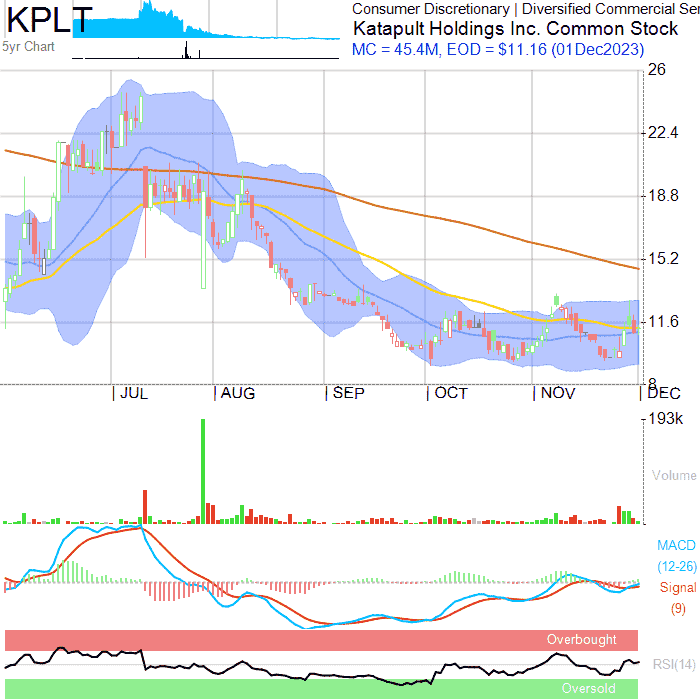 KPLT
5yr Chart
Consumer Discretionary | Diversified Commercial Ser
Katapult Holdings Inc. Common Stock
MC = 45.4M, EOD = $11.16 (01Dec2023)
26
22.4
18.8
15.2
11.6
8
JUL AUG SEP OCT NOV DEC
193k
Volume
MACD
(12-26)
Signal
(9)
Overbought
RSI(14)
Oversold